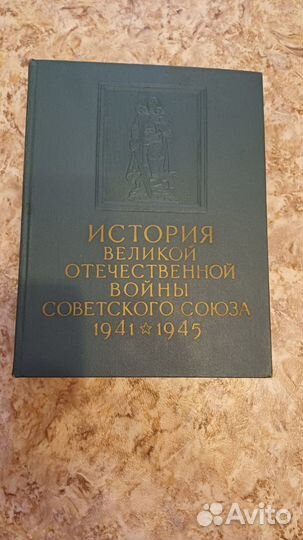 ИСТОРИЯ
ВЕЛИКОЙ
ОТЕЧЕСТВЕННОЙ
ВОЙНЫ
СОВЕТСКОГО СОЮЗА
1941 ☆ 1945
Avito